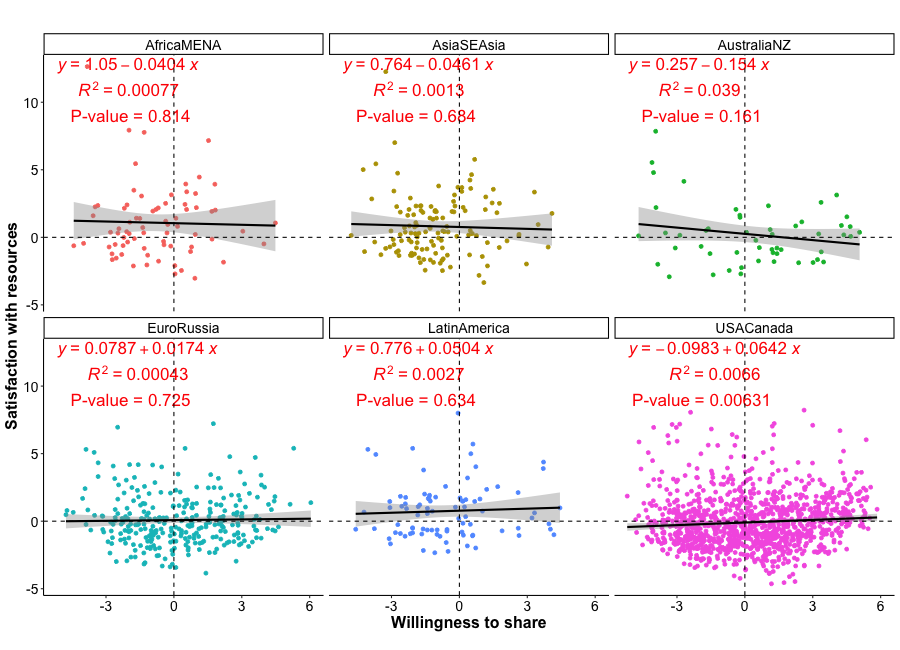 AfricaMENA
AsiaSEAsia
AustraliaNZ
y = 1.05 – 0.0404 x
y = 0.764 – 0.0461 x
y = 0.257 – 0.154 x
R² = 0.00077
R² = 0.0013
R² = 0.039
P-value = 0.814
P-value = 0.684
P-value = 0.161
10
5
0
-5
EuroRussia
LatinAmerica
USACanada
y = 0.0787 + 0.0174 x
y = 0.776 + 0.0504 x
y = – 0.0983 + 0.0642 x
R² = 0.00043
R² = 0.0027
R² = 0.0066
P-value = 0.725
P-value = 0.634
P-value = 0.00631
10
5
0
-5
-3 0 3 6
-3 0 3 6
-3 0 3 6
Willingness to share
Satisfaction with resources